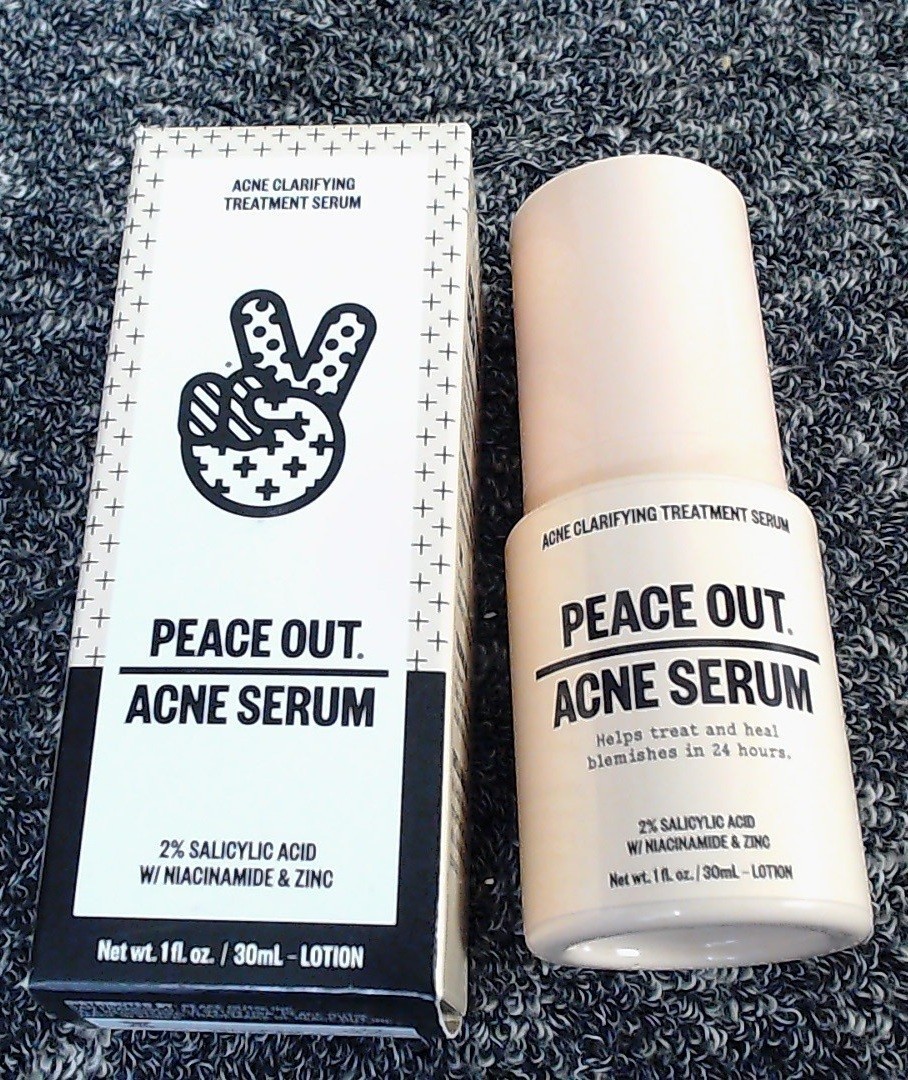 ACNE CLARIFYING
TREATMENT SERUM
PEACE OUT.
ACNE SERUM
2% SALICYLIC ACID
W/ NIACINAMIDE & ZINC
Net wt. 1 fl. oz. / 30mL - LOTION
ACNE CLARIFYING TREATMENT SERUM
PEACE OUT.
ACNE SERUM
Helps treat and heal
blemishes in 24 hours.
2% SALICYLIC ACID
W/ NIACINAMIDE & ZINC
Net wt. 1 fl. oz. / 30mL - LOTION